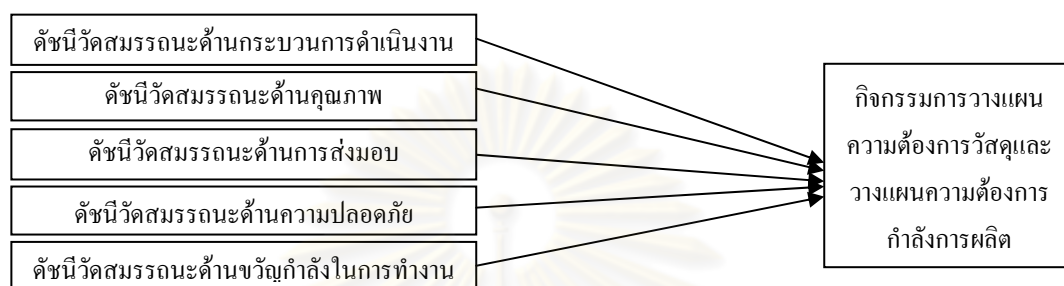 ดัชนีวัดสมรรถนะด้านกระบวนการดำเนินงาน
ดัชนีวัดสมรรถนะด้านคุณภาพ
ดัชนีวัดสมรรถนะด้านการส่งมอบ
ดัชนีวัดสมรรถนะด้านความปลอดภัย
ดัชนีวัดสมรรถนะด้านขวัญกำลังในการทำงาน
กิจกรรมการวางแผน
ความต้องการวัสดุและ
วางแผนความต้องการ
กำลังการผลิต